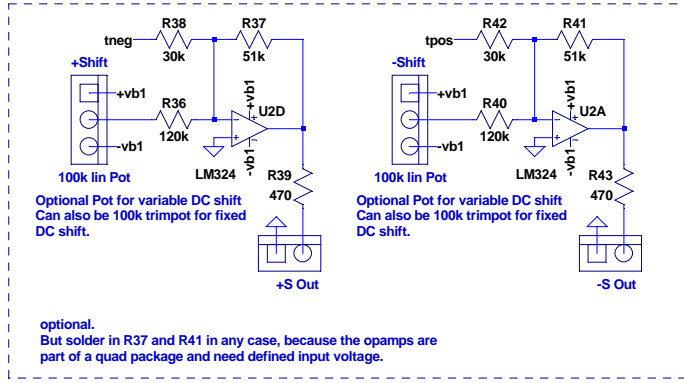 R38
R37
R42
R41
tneg
30k
51k
tpos
30k
51k
+Shift
-Shift
+vb1
R36
+vb1
U2D
+vb1
R40
+vb1
U2A
-vb1
120k
-vb1
-vb1
120k
-vb1
100k lin Pot
LM324
R39
470
100k lin Pot
LM324
R43
470
Optional Pot for variable DC shift
Can also be 100k trimpot for fixed
DC shift.
Optional Pot for variable DC shift
Can also be 100k trimpot for fixed
DC shift.
+S Out
-S Out
optional.
But solder in R37 and R41 in any case, because the opamps are
part of a quad package and need defined input voltage.